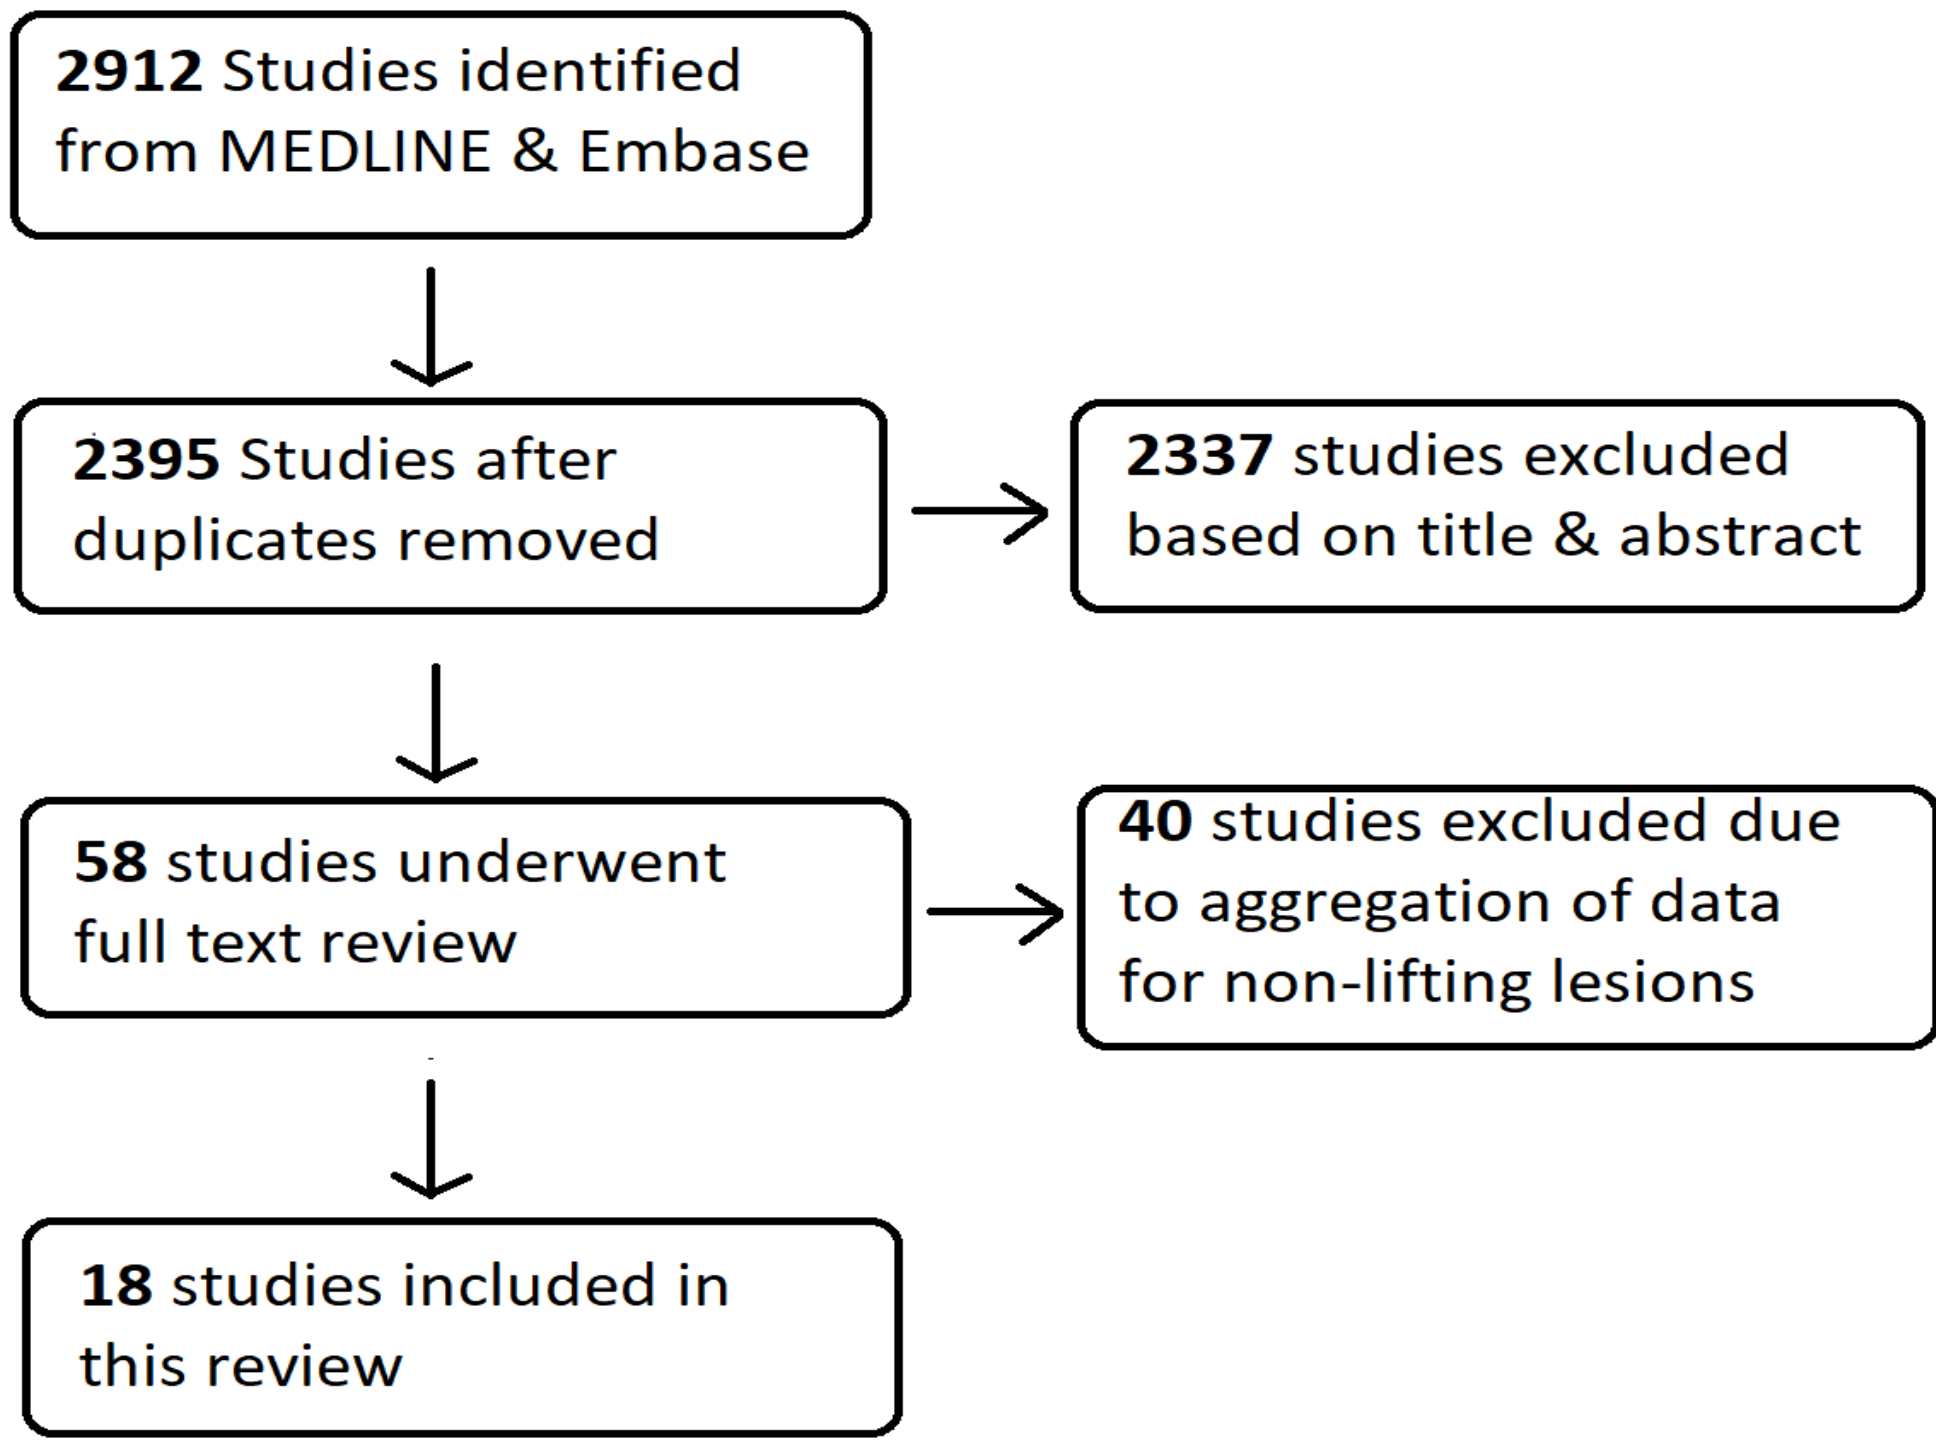 2912 Studies identified
from MEDLINE & Embase
2395 Studies after
duplicates removed
2337 studies excluded
based on title & abstract
58 studies underwent
full text review
40 studies excluded due
to aggregation of data
for non-lifting lesions
18 studies included in
this review